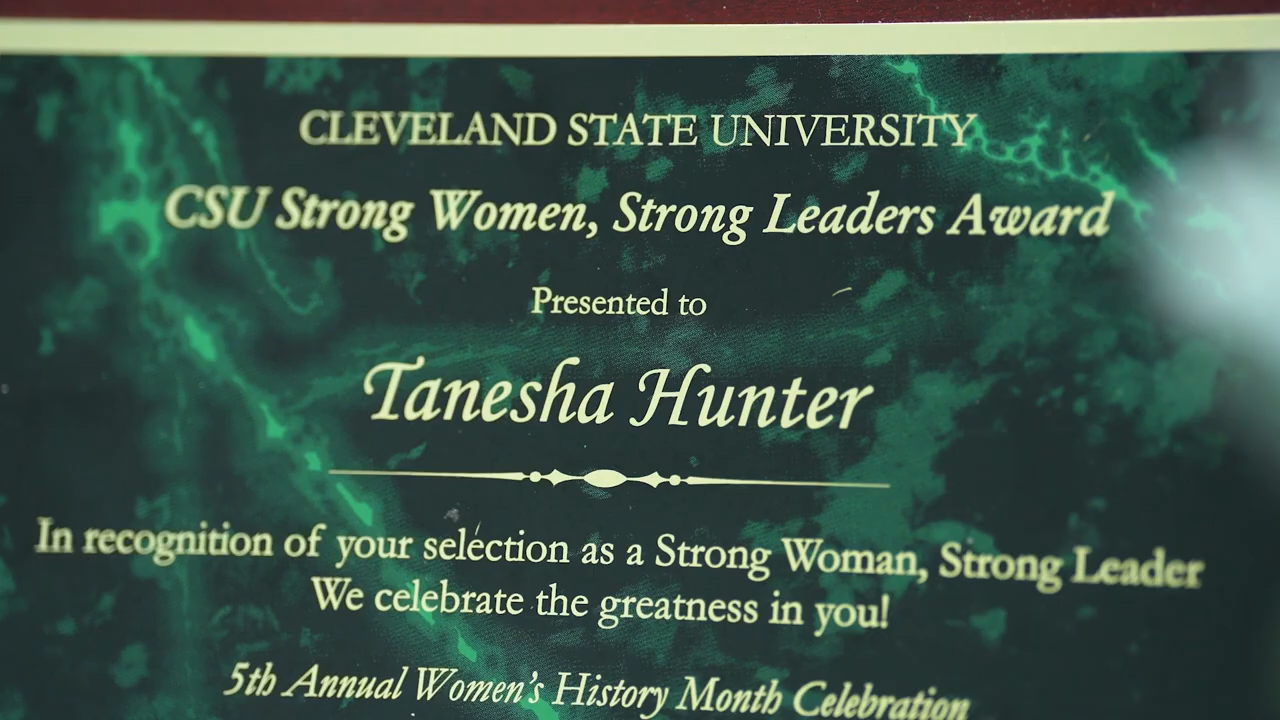 CLEVELAND STATE UNIVERSITY
CSU Strong Women, Strong Leaders Award
Presented to
Tanesha Hunter
In recognition of your selection as a Strong Woman, Strong Leader
We celebrate the greatness in you!
5th Annual Women's History Month Celebration